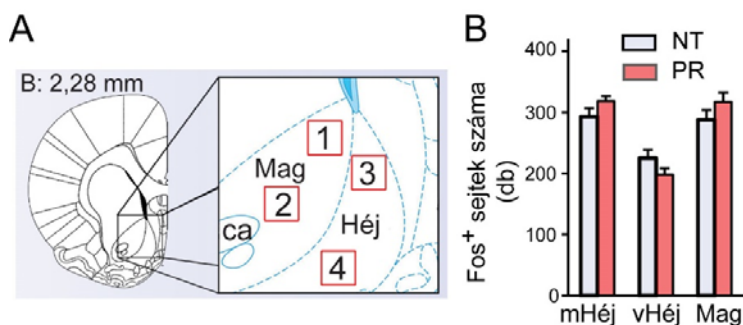 A
B: 2,28 mm
1
Mag
2
3
Héj
ca
4
B
NT
PR
Fos+ sejtek száma
(db)
400
300
200
100
0
mHéj vHéj Mag